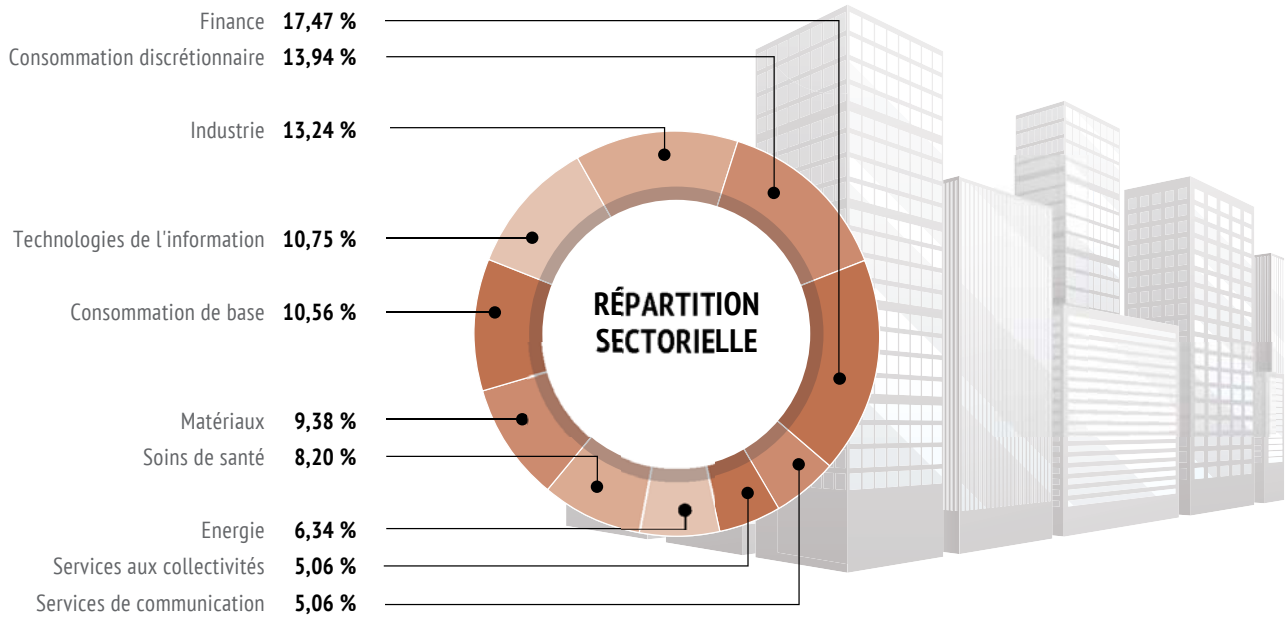 Finance 17,47 %
Consommation discrétionnaire 13,94 %
Industrie 13,24 %
Technologies de l'information 10,75 %
Consommation de base 10,56 %
RÉPARTITION
SECTORIELLE
Matériaux 9,38 %
Soins de santé 8,20 %
Energie 6,34 %
Services aux collectivités 5,06 %
Services de communication 5,06 %